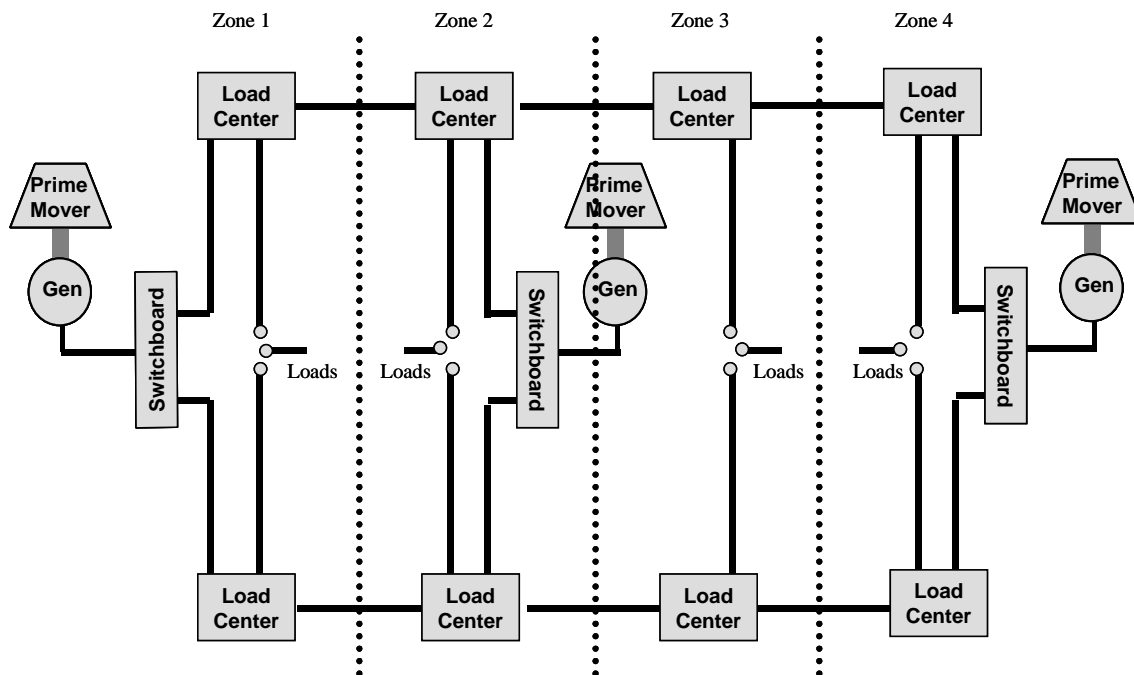 Zone 1
Zone 2
Zone 3
Zone 4
Load
Center
Load
Center
Load
Center
Load
Center
Prime
Mover
Prime
Mover
Prime
Mover
Gen
Gen
Gen
Switchboard
Switchboard
Switchboard
Loads
Loads
Loads
Loads
Load
Center
Load
Center
Load
Center
Load
Center